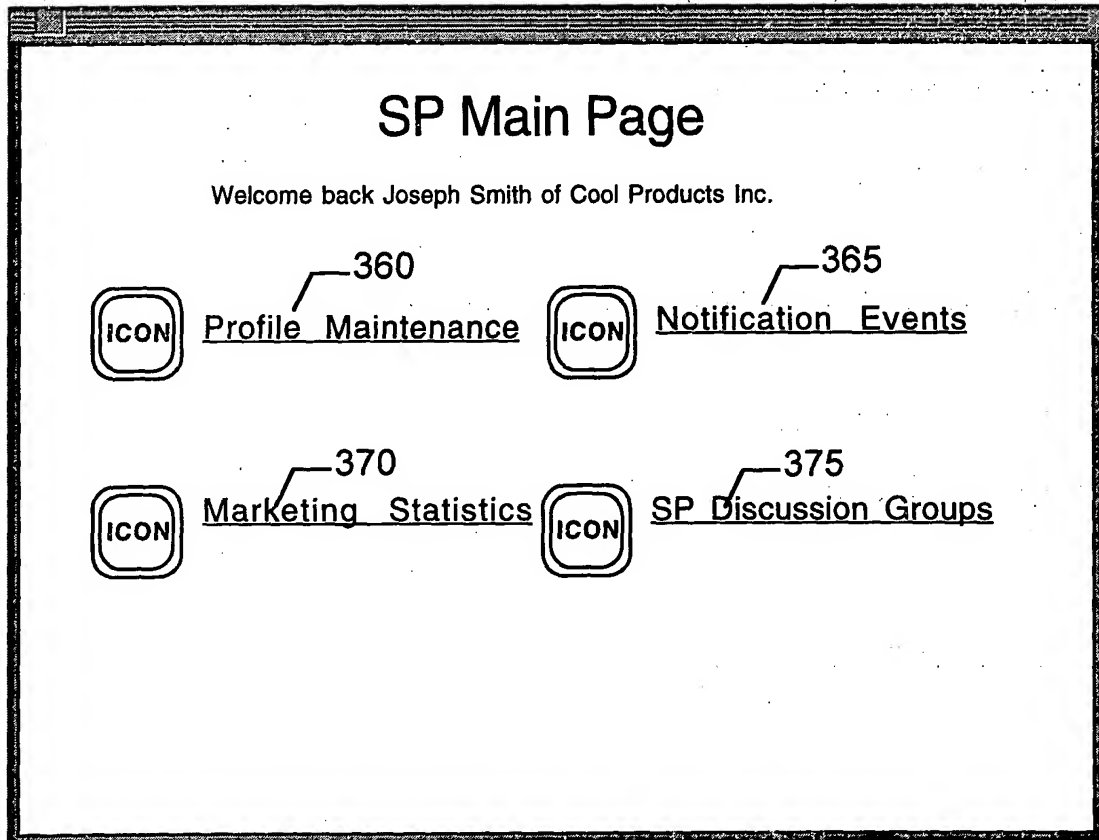 SP Main Page
Welcome back Joseph Smith of Cool Products Inc.
360
365
ICON Profile Maintenance
ICON Notification Events
370
375
ICON Marketing Statistics
ICON SP Discussion Groups